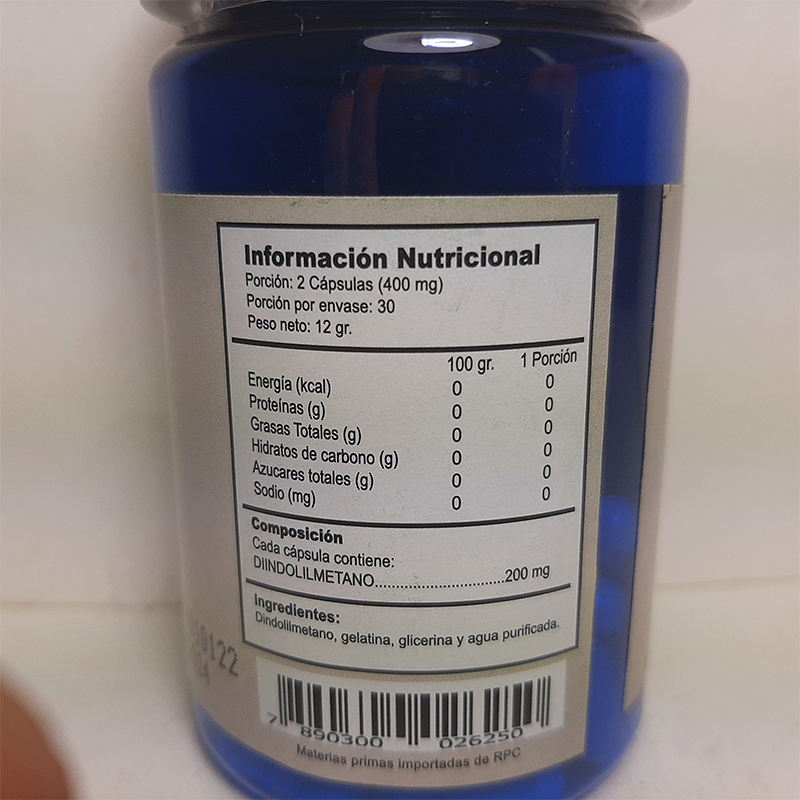 Información Nutricional
Porción: 2 Cápsulas (400 mg)
Porción por envase: 30
Peso neto: 12 gr.
100 gr. 1 Porción
Energía (kcal) 0 0
Proteínas (g) 0 0
Grasas Totales (g) 0 0
Hidratos de carbono (g) 0 0
Azucares totales (g) 0 0
Sodio (mg) 0 0
Composición
Cada cápsula contiene:
DIINDOLILMETANO..................................200 mg
Ingredientes:
Dindolilmetano, gelatina, glicerina y agua purificada.
7 890300 026250
Materias primas importadas de RPC